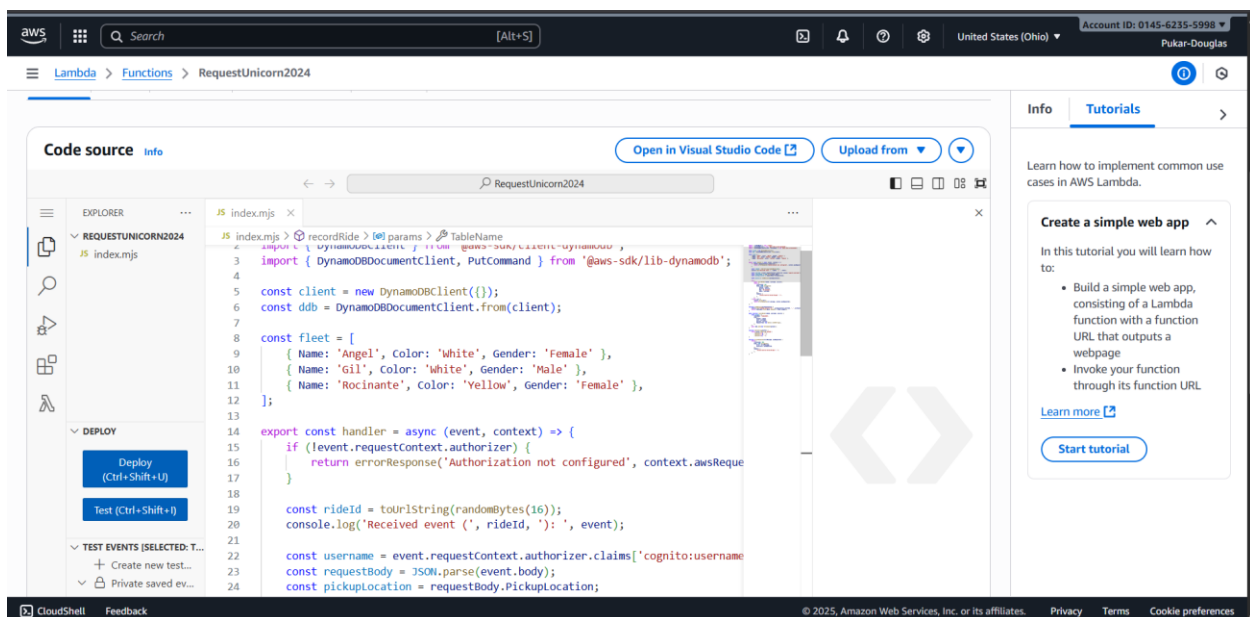 aws
Search
[Alt+S]
United States (Ohio) ▼
Account ID: 0145-6235-5998 ▼
Pukar-Douglas
Lambda > Functions > RequestUnicorn2024
Code source Info
Open in Visual Studio Code
Upload from ▼
RequestUnicorn2024
EXPLORER ...
REQUESTUNICORN2024
JS index.mjs
DEPLOY
Deploy
(Ctrl+Shift+U)
Test (Ctrl+Shift+I)
TEST EVENTS [SELECTED: T...
+ Create new test...
Private saved ev...
JS index.mjs ×
...
JS index.mjs > recordRide > params > TableName
2 import { DynamoDBClient } from '@aws-sdk/client-dynamodb';
3 import { DynamoDBDocumentClient, PutCommand } from '@aws-sdk/lib-dynamodb';
4
5 const client = new DynamoDBClient({});
6 const ddb = DynamoDBDocumentClient.from(client);
7
8 const fleet = [
9 { Name: 'Angel', Color: 'White', Gender: 'Female' },
10 { Name: 'Gil', Color: 'White', Gender: 'Male' },
11 { Name: 'Rocinante', Color: 'Yellow', Gender: 'Female' },
12 ];
13
14 export const handler = async (event, context) => {
15 if (!event.requestContext.authorizer) {
16 return errorResponse('Authorization not configured', context.awsReque
17 }
18
19 const rideId = toUrlString(randomBytes(16));
20 console.log('Received event (', rideId, '): ', event);
21
22 const username = event.requestContext.authorizer.claims['cognito:username
23 const requestBody = JSON.parse(event.body);
24 const pickupLocation = requestBody.PickupLocation;
Info
Tutorials
Learn how to implement common use
cases in AWS Lambda.
Create a simple web app
In this tutorial you will learn how
to:
• Build a simple web app,
consisting of a Lambda
function with a function
URL that outputs a
webpage
• Invoke your function
through its function URL
Learn more
Start tutorial
CloudShell Feedback
© 2025, Amazon Web Services, Inc. or its affiliates. Privacy Terms Cookie preferences